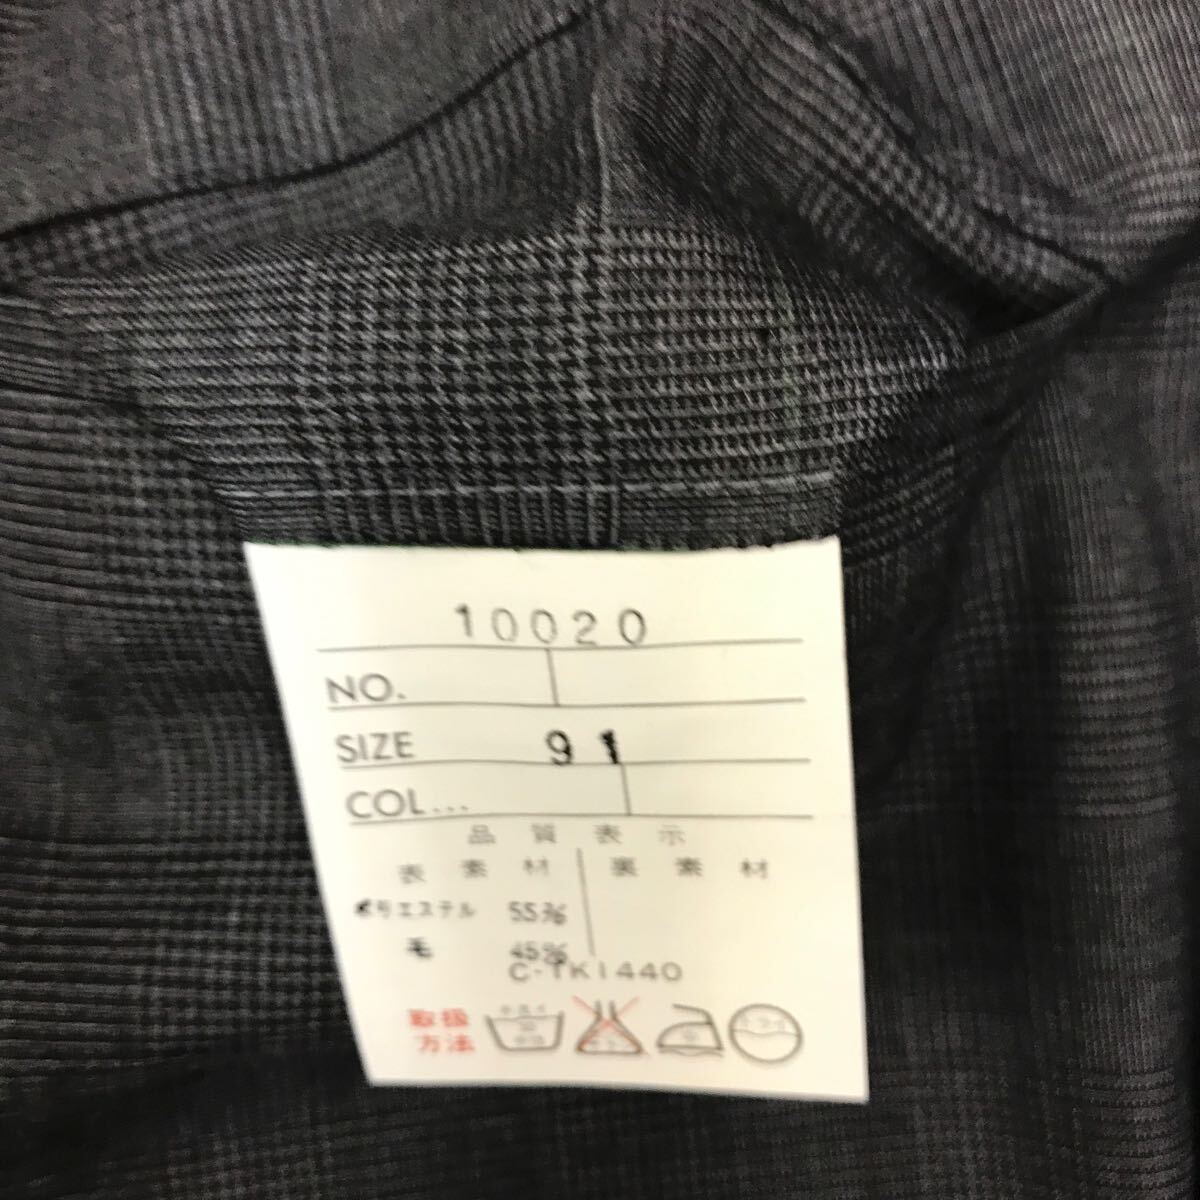 10020
NO.
SIZE 91
COL...
品質表示
表素材 裏素材
ポリエステル 55%
毛 45%
C-TK1440
取扱
方法